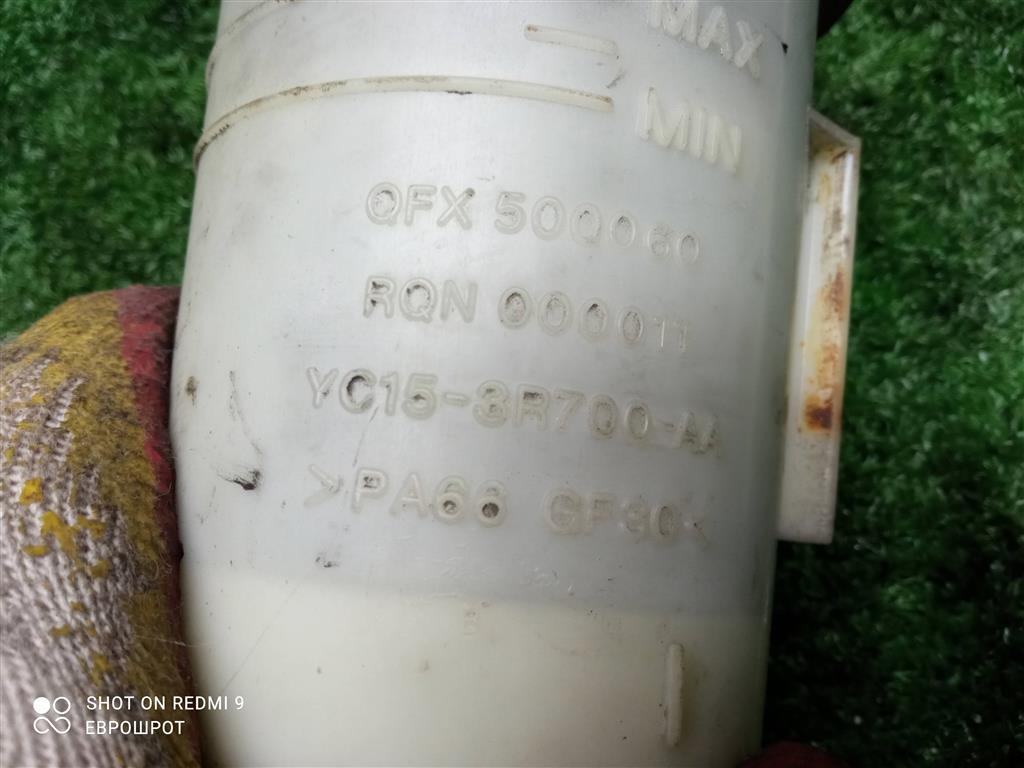 MAX
MIN
QFX 500060
RQN 000011
YC15-3R700-AA
>PA66 GF30<
SHOT ON REDMI 9
ЕВРОШРОТ